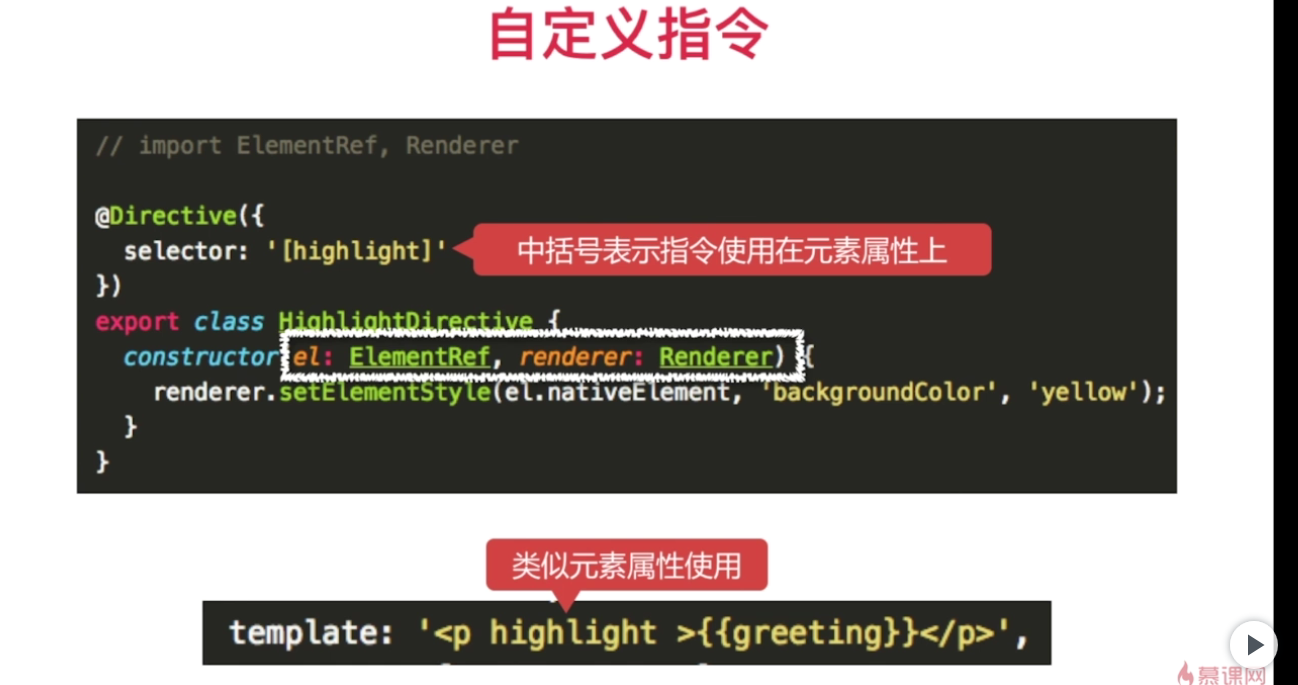 自定义指令
// import ElementRef, Renderer
@Directive({
selector: '[highlight]'
中括号表示指令使用在元素属性上
})
export class HighlightDirective {
constructor(el: ElementRef, renderer: Renderer) {
renderer.setElementStyle(el.nativeElement, 'backgroundColor', 'yellow');
}
}
类似元素属性使用
template: '<p highlight >{{greeting}}</p>',
慕课网